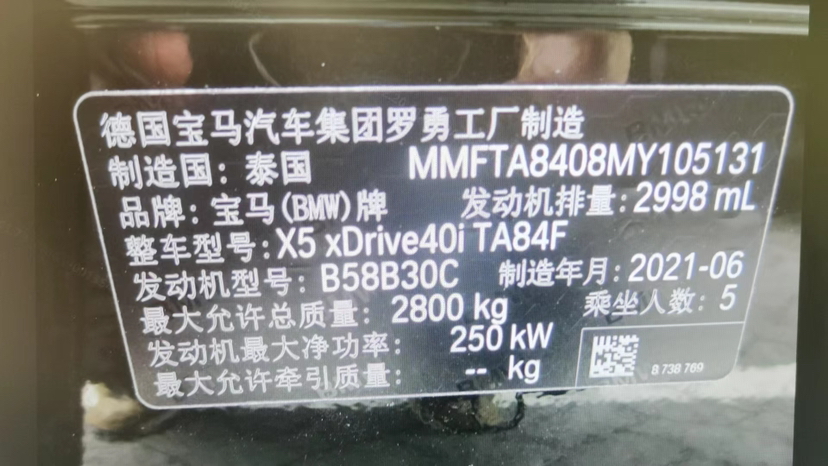 德国宝马汽车集团罗勇工厂制造
制造国：泰国 MMFTA8408MY105131
品牌：宝马(BMW)牌 发动机排量：2998 mL
整车型号：X5 xDrive40i TA84F
发动机型号：B58B30C 制造年月：2021-06
最大允许总质量：2800 kg 乘坐人数：5
发动机最大净功率：250 kW
最大允许牵引质量：-- kg
8 738 769